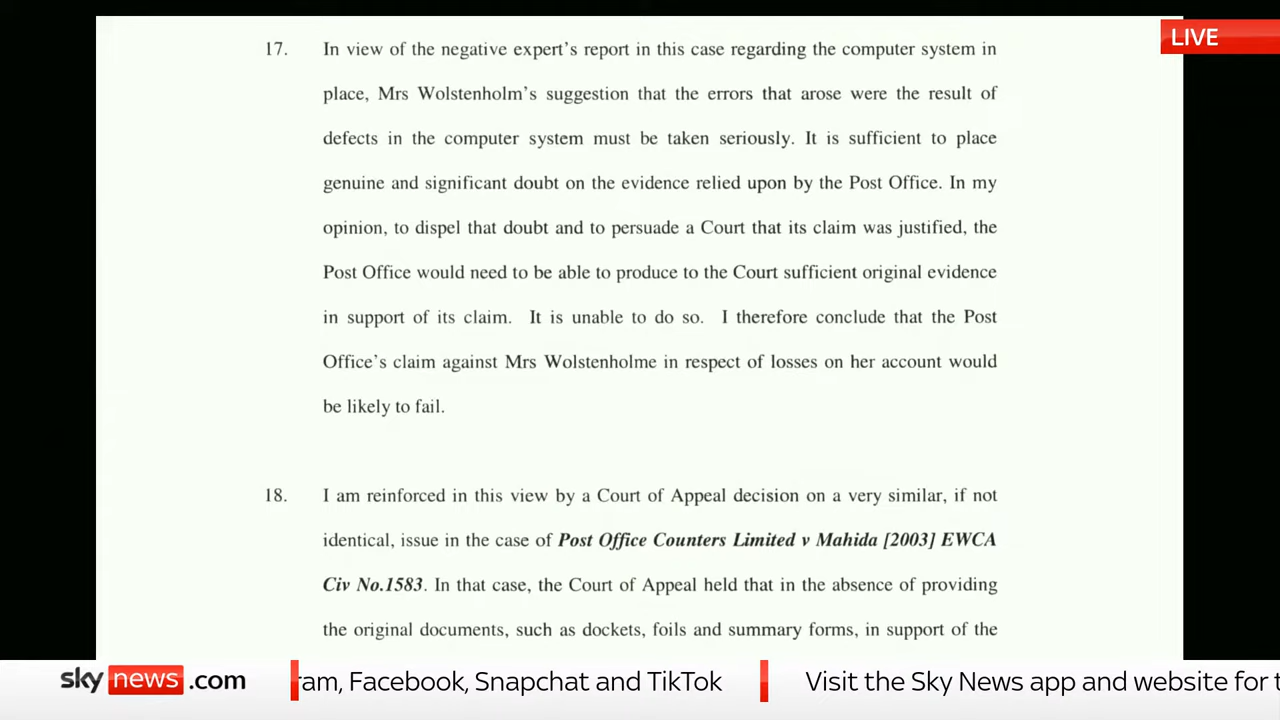 LIVE
17. In view of the negative expert's report in this case regarding the computer system in
place, Mrs Wolstenholm's suggestion that the errors that arose were the result of
defects in the computer system must be taken seriously. It is sufficient to place
genuine and significant doubt on the evidence relied upon by the Post Office. In my
opinion, to dispel that doubt and to persuade a Court that its claim was justified, the
Post Office would need to be able to produce to the Court sufficient original evidence
in support of its claim. It is unable to do so. I therefore conclude that the Post
Office's claim against Mrs Wolstenholme in respect of losses on her account would
be likely to fail.
18. I am reinforced in this view by a Court of Appeal decision on a very similar, if not
identical, issue in the case of Post Office Counters Limited v Mahida [2003] EWCA
Civ No.1583. In that case, the Court of Appeal held that in the absence of providing
the original documents, such as dockets, foils and summary forms, in support of the
sky news .com am, Facebook, Snapchat and TikTok Visit the Sky News app and website for